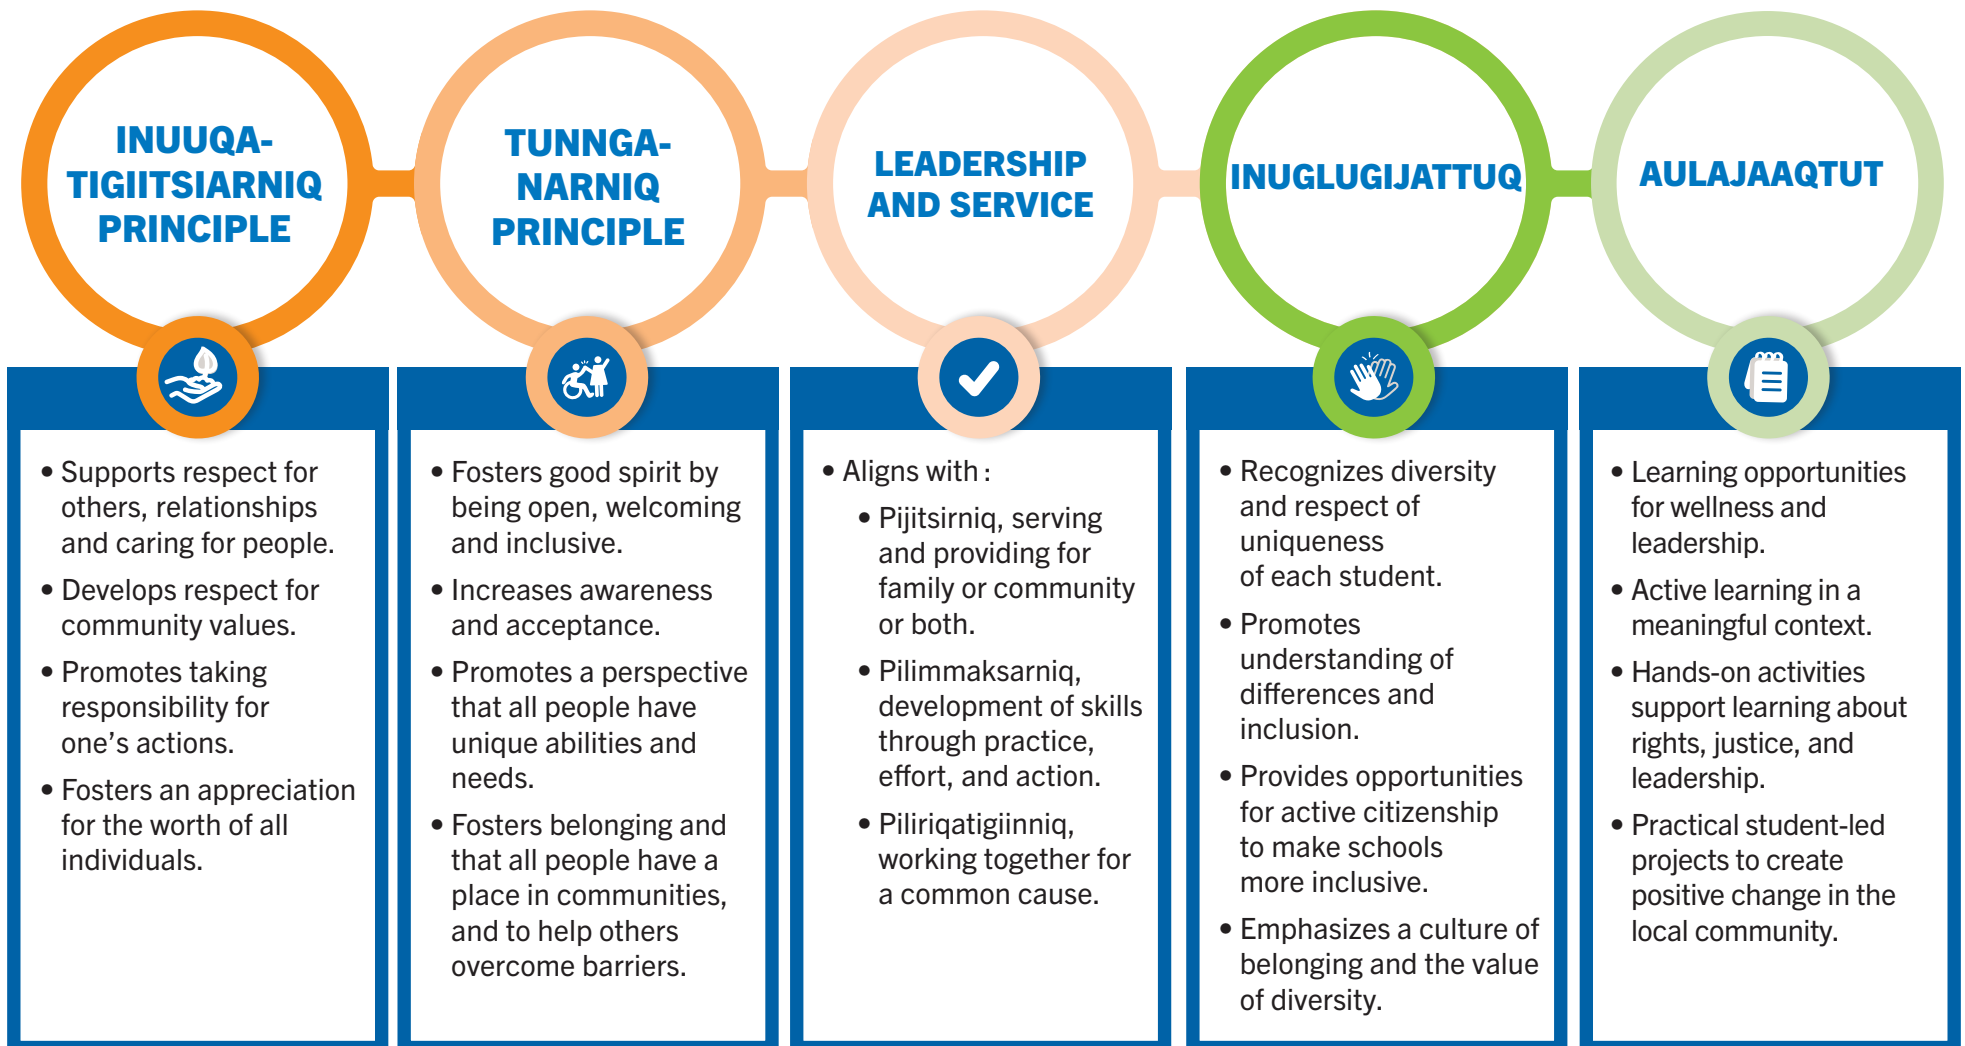 INUUQA-
TIGIITSIARNIQ
PRINCIPLE
• Supports respect for
others, relationships
and caring for people.
• Develops respect for
community values.
• Promotes taking
responsibility for
one's actions.
• Fosters an appreciation
for the worth of all
individuals.
TUNNGA-
NARNIQ
PRINCIPLE
• Fosters good spirit by
being open, welcoming
and inclusive.
• Increases awareness
and acceptance.
• Promotes a perspective
that all people have
unique abilities and
needs.
• Fosters belonging and
that all people have a
place in communities,
and to help others
overcome barriers.
LEADERSHIP
AND SERVICE
• Aligns with :
• Pijitsirniq, serving
and providing for
family or community
or both.
• Pilimmaksarniq,
development of skills
through practice,
effort, and action.
• Piliriqatigiinniq,
working together for
a common cause.
INUGLUGIJATTUQ
• Recognizes diversity
and respect of
uniqueness
of each student.
• Promotes
understanding of
differences and
inclusion.
• Provides opportunities
for active citizenship
to make schools
more inclusive.
• Emphasizes a culture of
belonging and the value
of diversity.
AULAJAAQTUT
• Learning opportunities
for wellness and
leadership.
• Active learning in a
meaningful context.
• Hands-on activities
support learning about
rights, justice, and
leadership.
• Practical student-led
projects to create
positive change in the
local community.